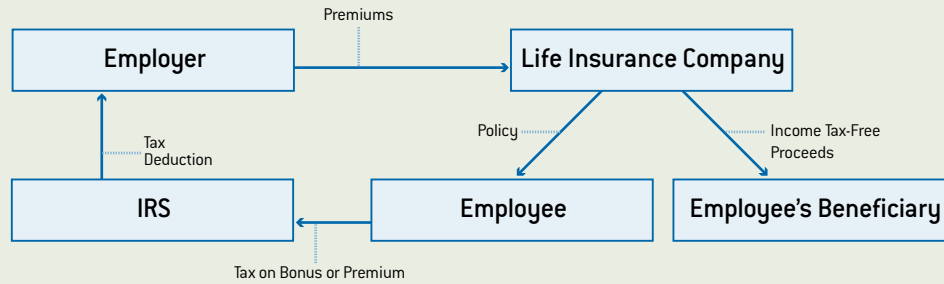 Premiums
Employer
Life Insurance Company
Policy
Income Tax-Free
Proceeds
Tax
Deduction
IRS
Employee
Employee's Beneficiary
Tax on Bonus or Premium